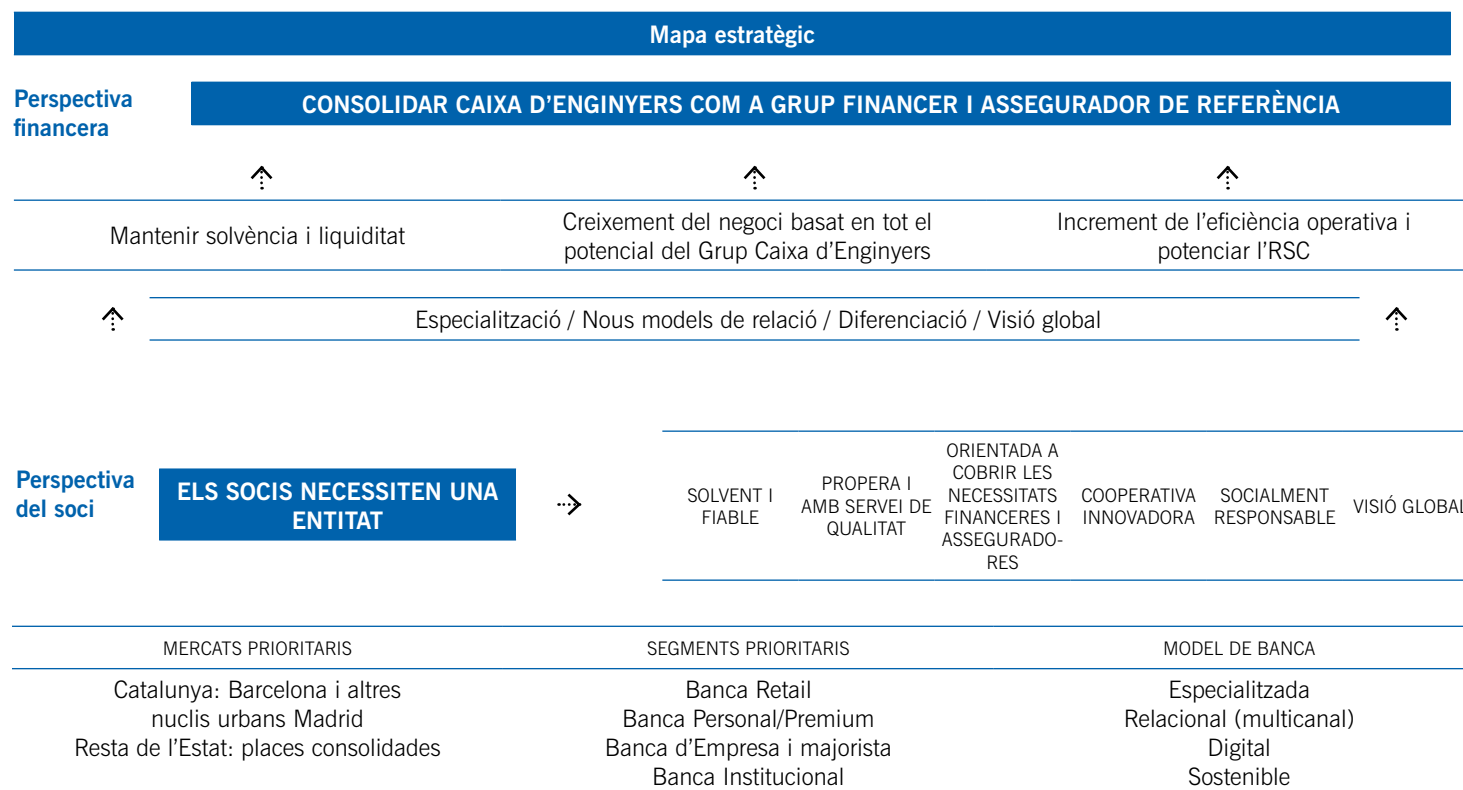 Mapa estratègic
Perspectiva
financera
CONSOLIDAR CAIXA D’ENGINYERS COM A GRUP FINANCER I ASSEGURADOR DE REFERÈNCIA
Mantenir solvència i liquiditat
Creixement del negoci basat en tot el
potencial del Grup Caixa d’Enginyers
Increment de l’eficiència operativa i
potenciar l’RSC
Especialització / Nous models de relació / Diferenciació / Visió global
Perspectiva
del soci
ELS SOCIS NECESSITEN UNA
ENTITAT
SOLVENT I
FIABLE
PROPERA I
AMB SERVEI DE
QUALITAT
ORIENTADA A
COBRIR LES
NECESSITATS
FINANCERES I
ASSEGURADO-
RES
COOPERATIVA
INNOVADORA
SOCIALMENT
RESPONSABLE
VISIÓ GLOBAL
MERCATS PRIORITARIS
Catalunya: Barcelona i altres
nuclis urbans Madrid
Resta de l’Estat: places consolidades
SEGMENTS PRIORITARIS
Banca Retail
Banca Personal/Premium
Banca d’Empresa i majorista
Banca Institucional
MODEL DE BANCA
Especialitzada
Relacional (multicanal)
Digital
Sostenible